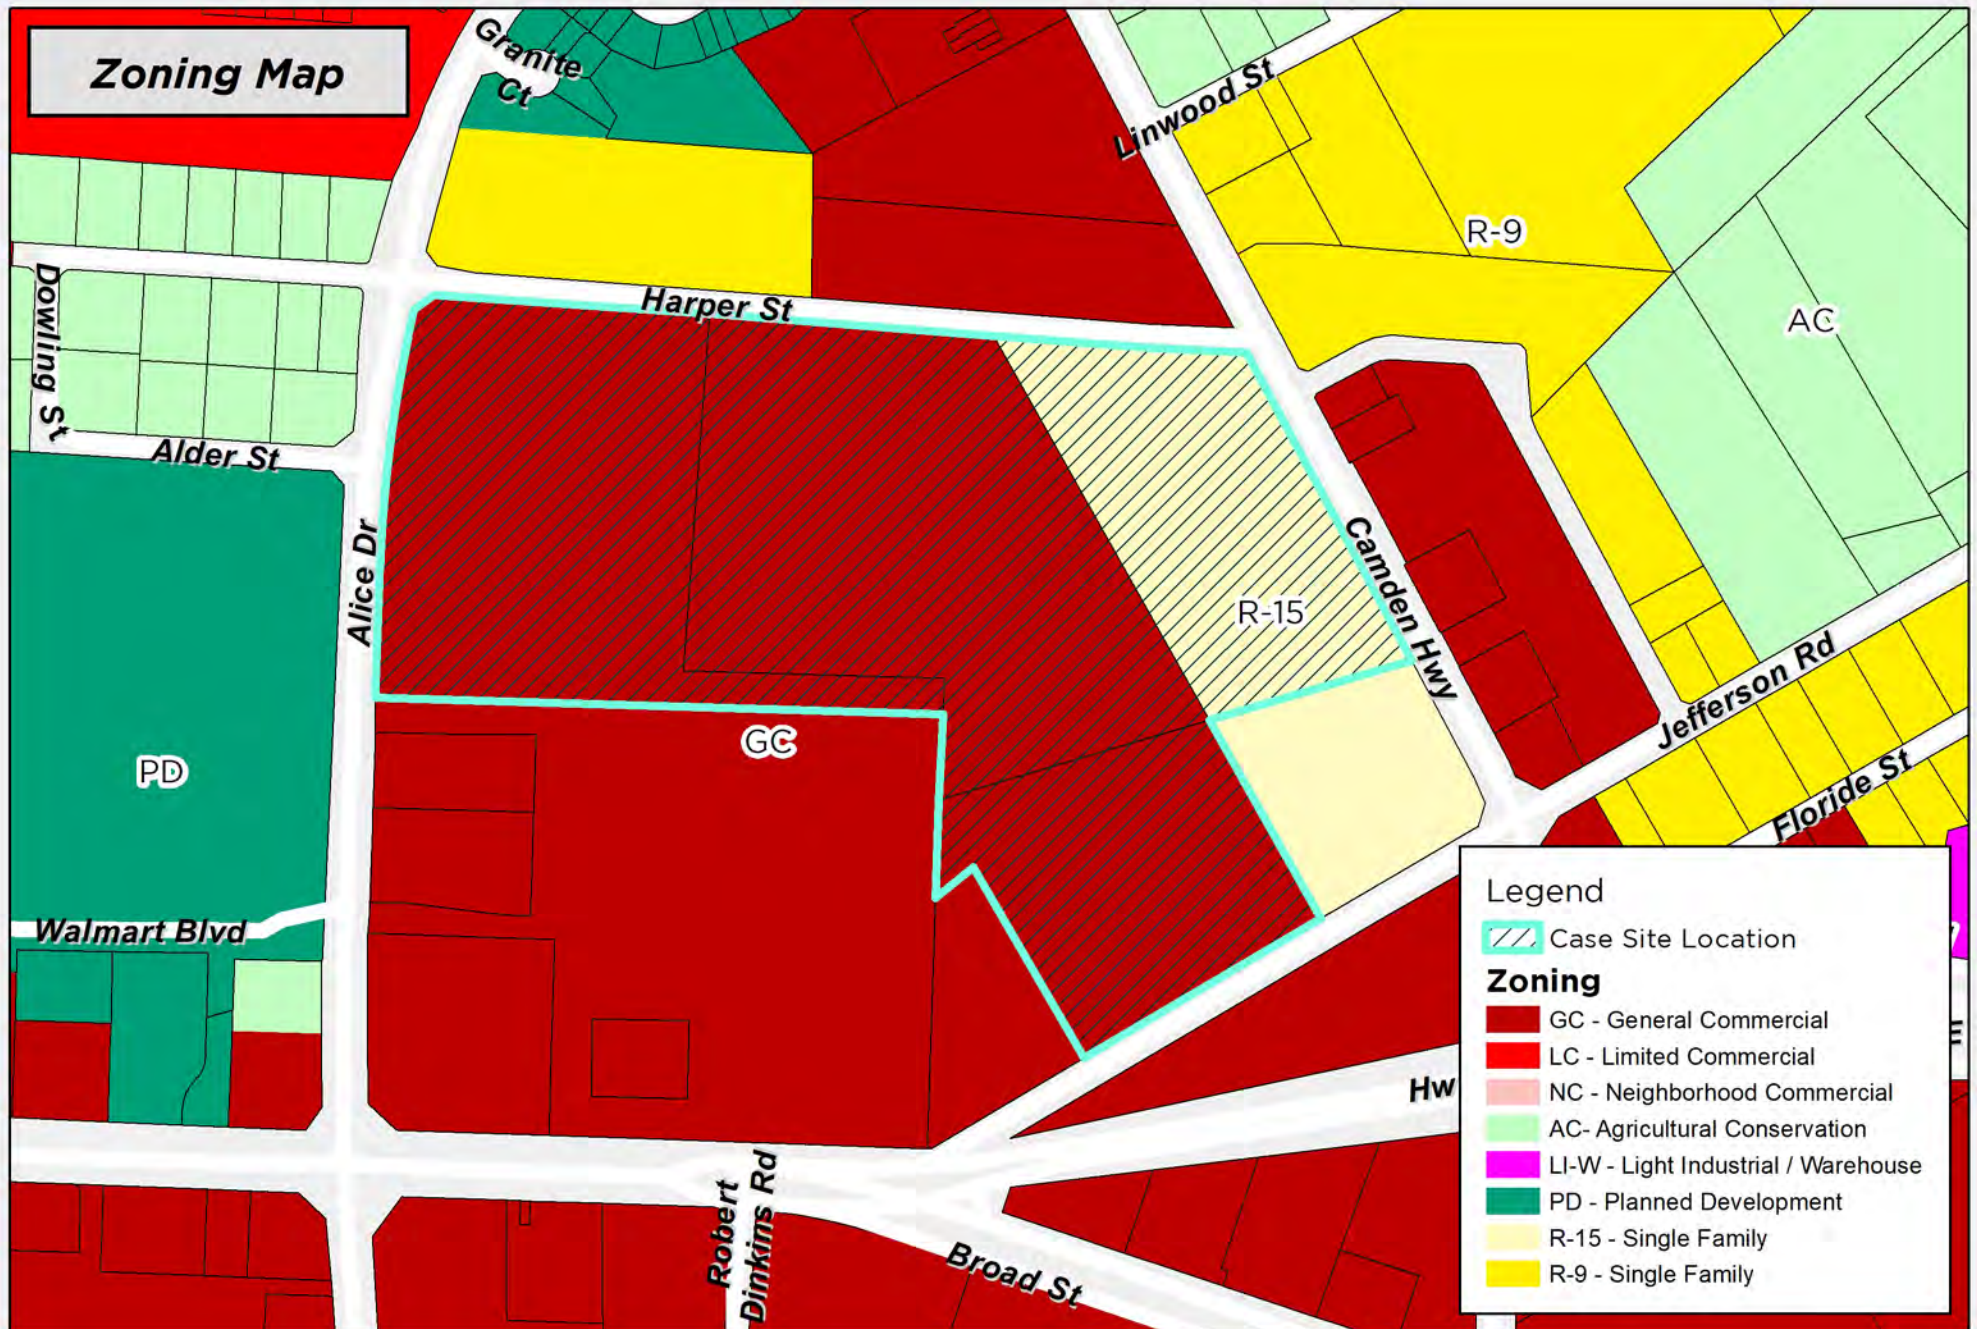 Zoning Map
Granite
Ct
Linwood St
R-9
AC
Harper St
Dowling St
Alder St
Alice Dr
Camden Hwy
R-15
Jefferson Rd
GC
PD
Floride St
Walmart Blvd
Hw
Robert
Dinkins Rd
Broad St
Legend
Case Site Location
Zoning
GC - General Commercial
LC - Limited Commercial
NC - Neighborhood Commercial
AC- Agricultural Conservation
LI-W - Light Industrial / Warehouse
PD - Planned Development
R-15 - Single Family
R-9 - Single Family